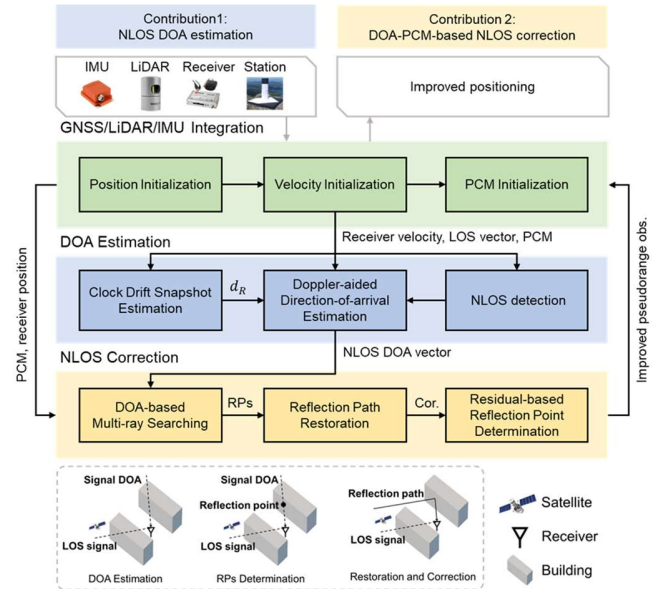 Contribution1:
NLOS DOA estimation
Contribution 2:
DOA-PCM-based NLOS correction
IMU LiDAR Receiver Station
Improved positioning
GNSS/LiDAR/IMU Integration
Position Initialization
Velocity Initialization
PCM Initialization
Receiver velocity, LOS vector, PCM
DOA Estimation
Clock Drift Snapshot
Estimation
d_R
Doppler-aided
Direction-of-arrival
Estimation
NLOS detection
NLOS DOA vector
NLOS Correction
PCM, receiver position
Improved pseudorange obs.
DOA-based
Multi-ray Searching
RPs
Reflection Path
Restoration
Cor.
Residual-based
Reflection Point
Determination
Signal DOA
LOS signal
DOA Estimation
Signal DOA
Reflection point
LOS signal
RPs Determination
Reflection path
LOS signal
Restoration and Correction
Satellite
Receiver
Building